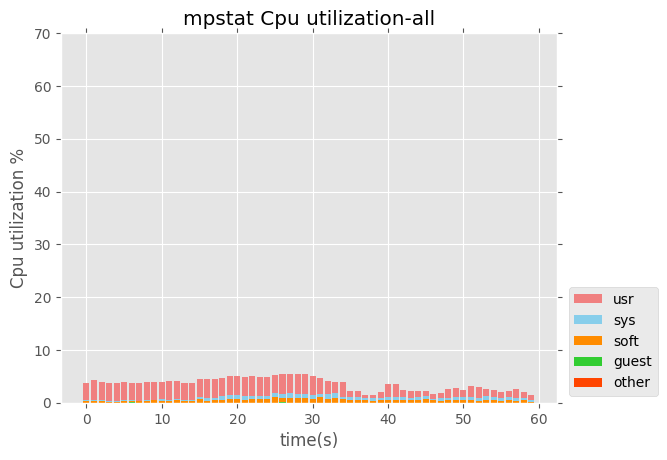 mpstat Cpu utilization-all
70
60
50
40
30
20
10
0
Cpu utilization %
0 10 20 30 40 50 60
time(s)
usr
sys
soft
guest
other